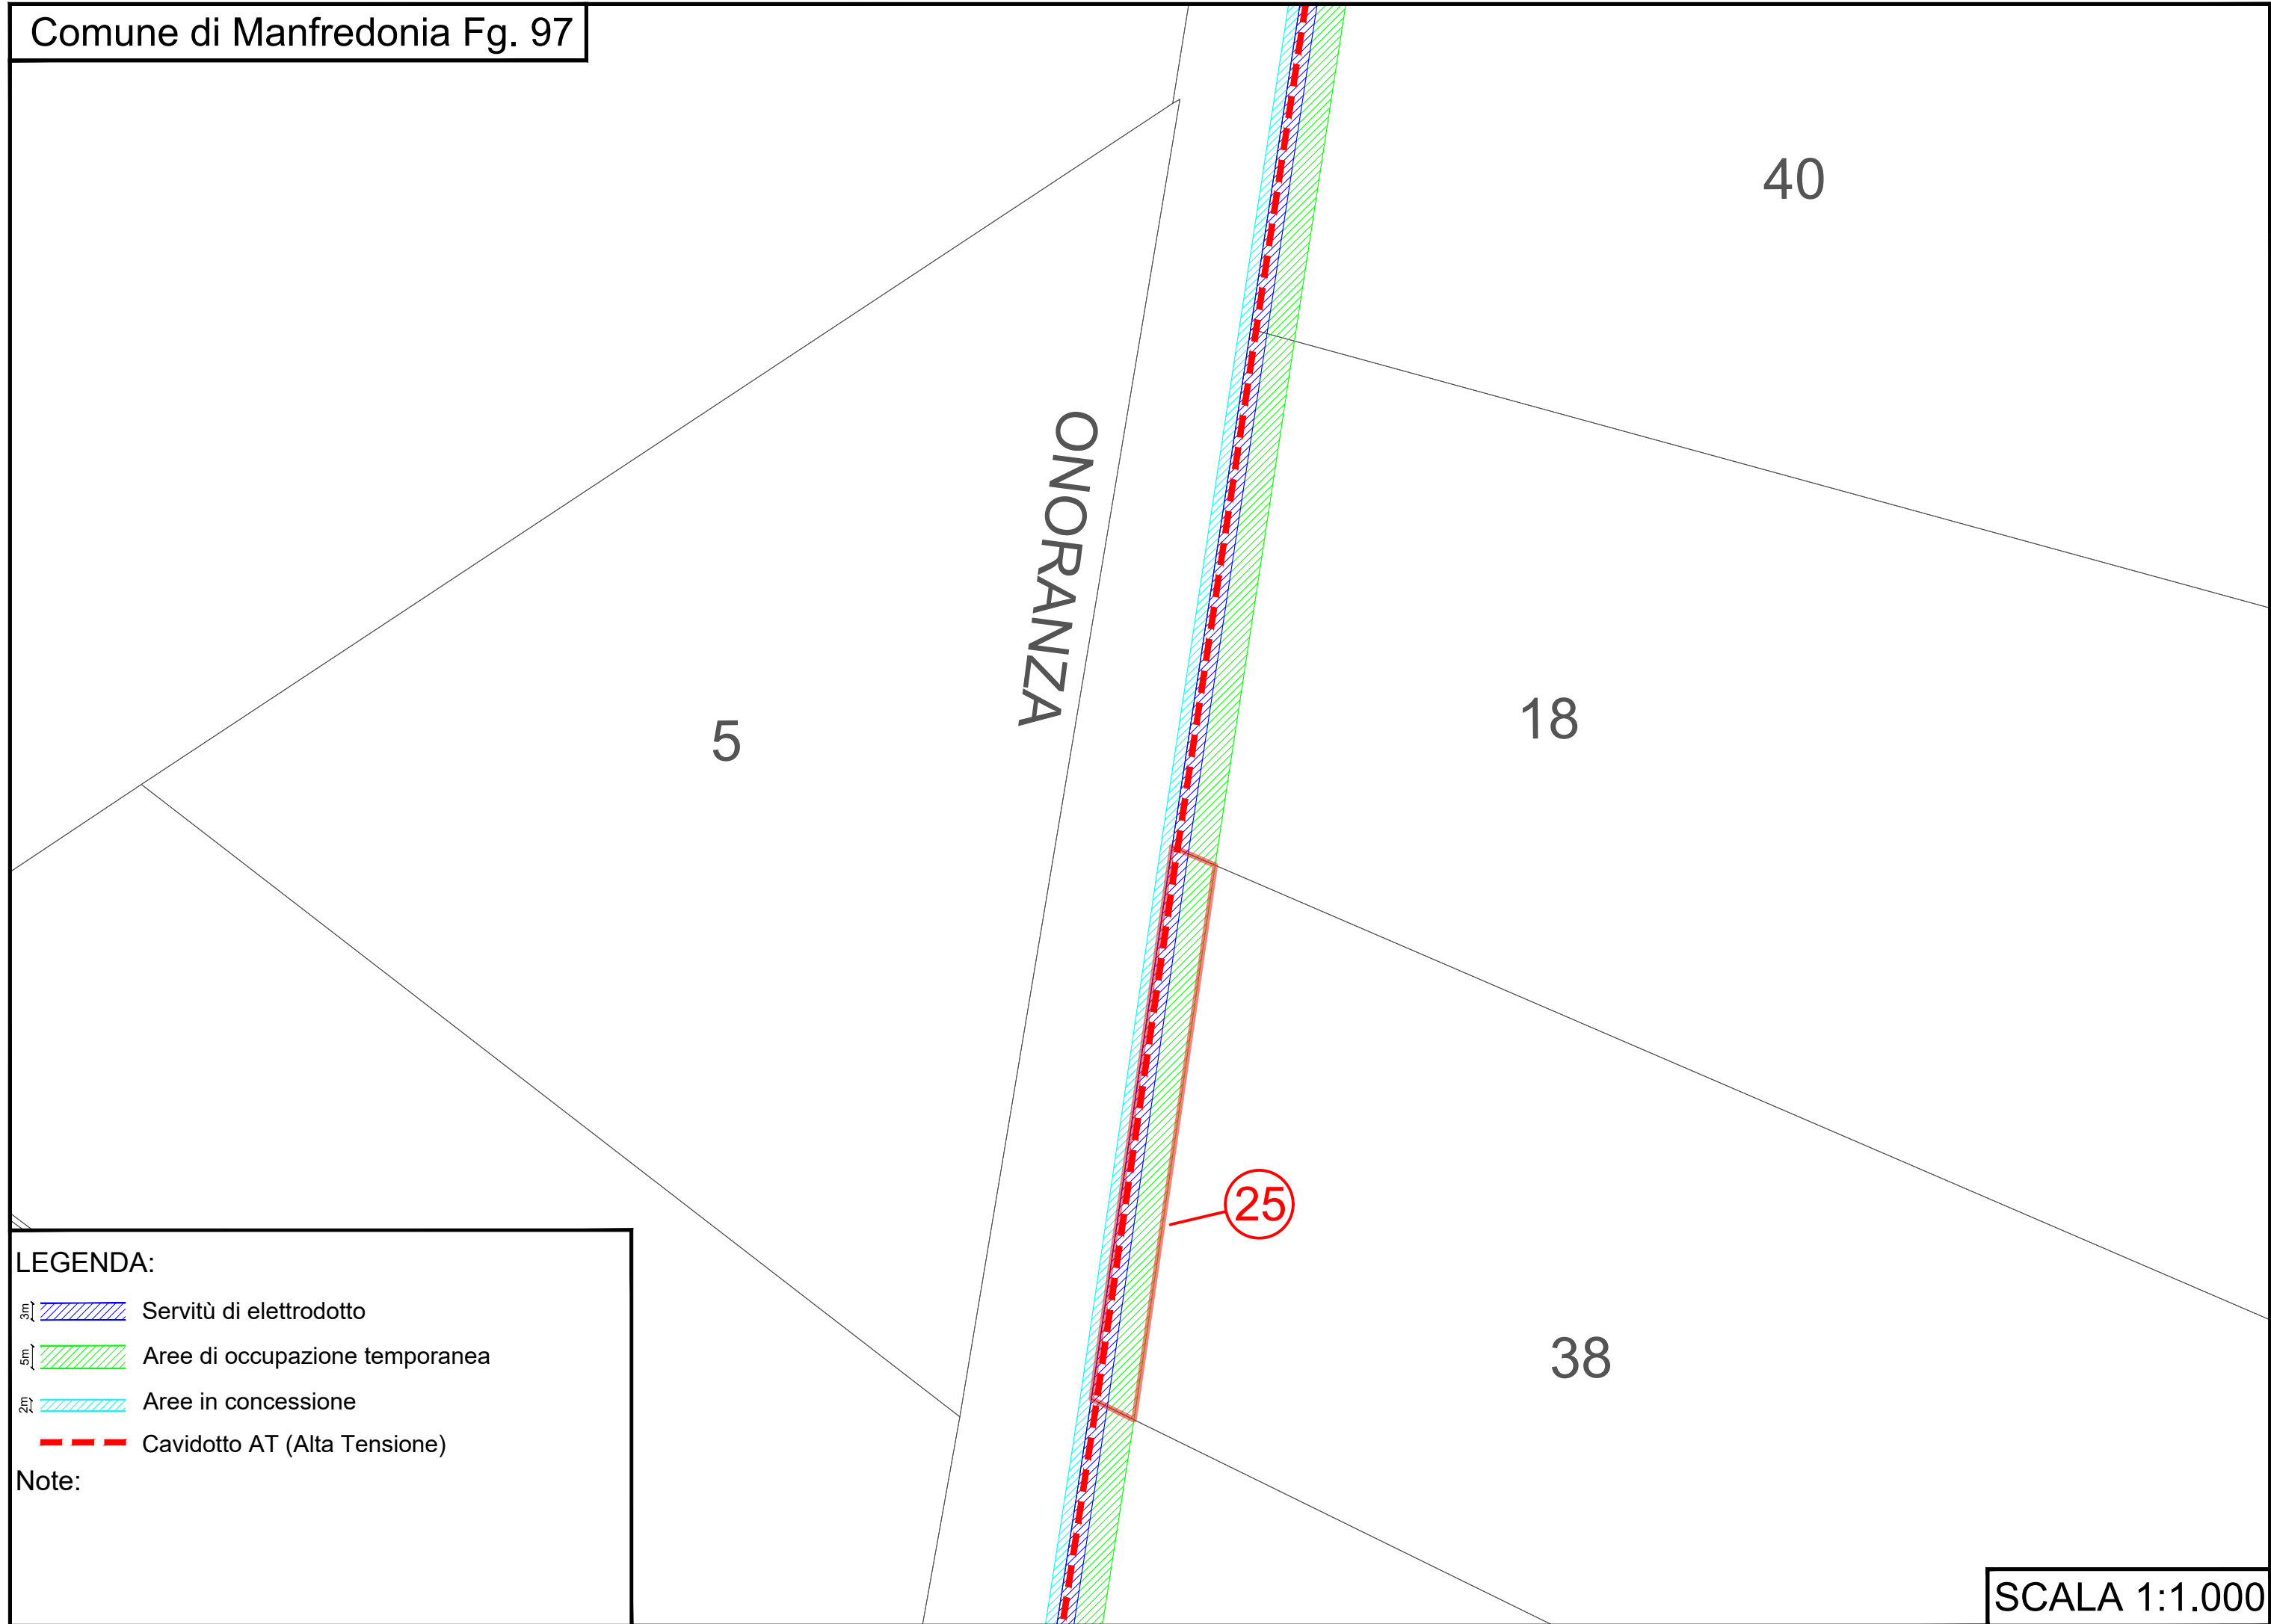 Comune di Manfredonia Fg. 97
40
ONORANZA
18
5
25
38
LEGENDA:
3m Servitù di elettrodotto
5m Aree di occupazione temporanea
2m Aree in concessione
Cavidotto AT (Alta Tensione)
Note:
SCALA 1:1.000